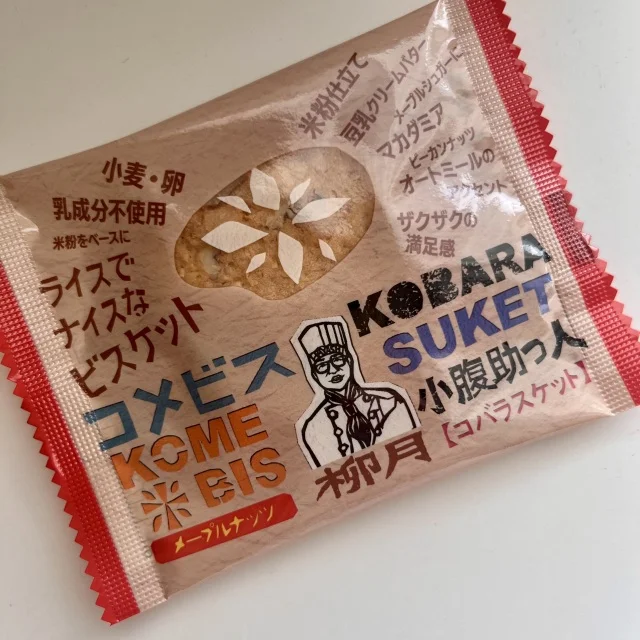 小麦・卵
乳成分不使用
米粉をベースに
ライスで
ナイスな
ビスケット
コメビス
KOME
米BIS
メープルナッツ
米粉仕立て
豆乳クリームバター
メープルシュガーに
マカダミア
ピーカンナッツ
オートミールの
アクセント
ザクザクの
満足感
KOBARA
SUKET
小腹助っ人
【コバラスケット】
柳月